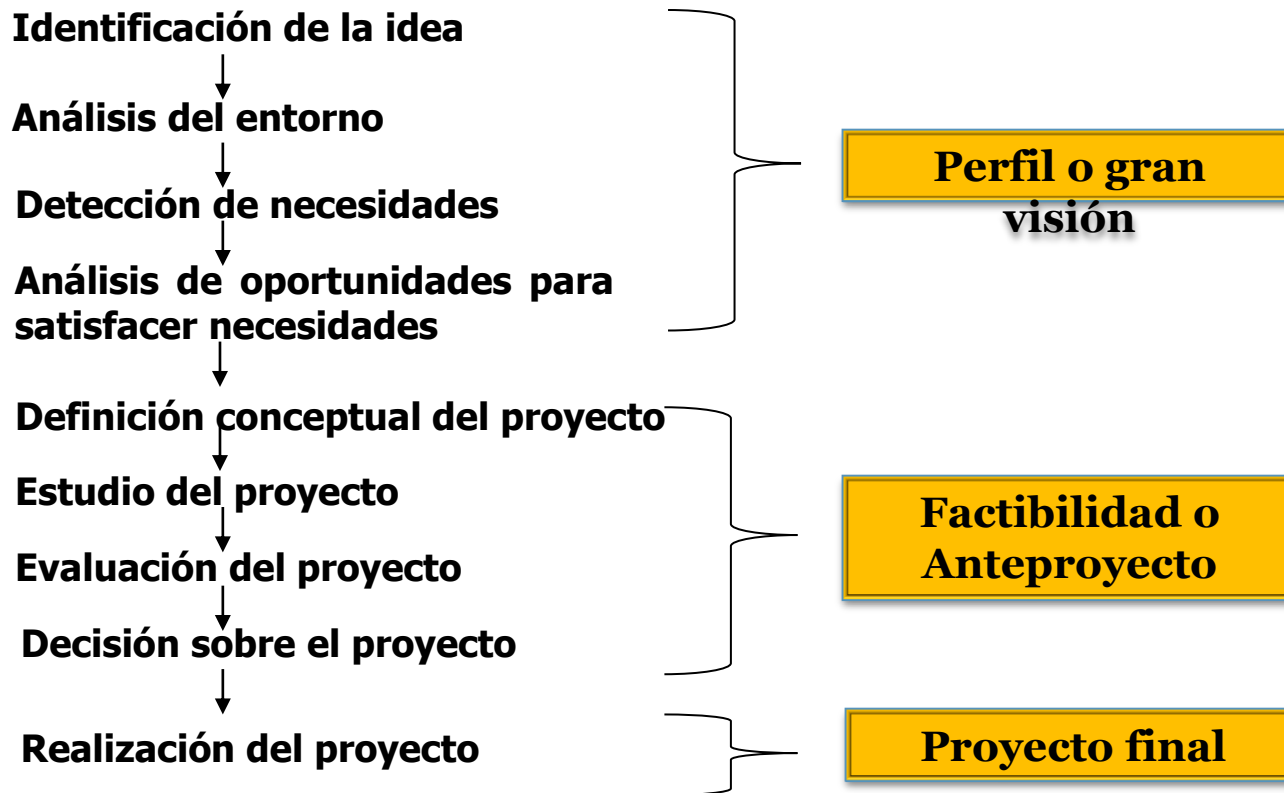 Identificación de la idea
Análisis del entorno
Detección de necesidades
Análisis de oportunidades para
satisfacer necesidades
Perfil o gran
visión
Definición conceptual del proyecto
Estudio del proyecto
Evaluación del proyecto
Decisión sobre el proyecto
Factibilidad o
Anteproyecto
Realización del proyecto
Proyecto final